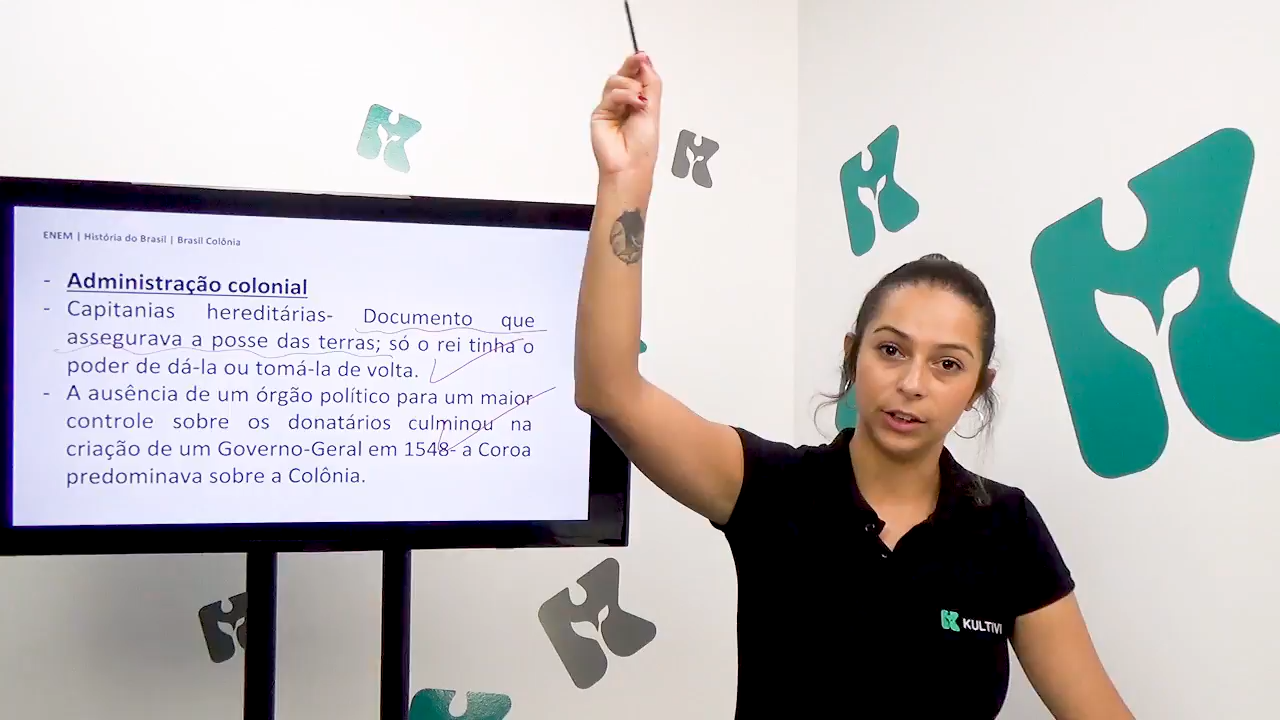 ENEM | História do Brasil | Brasil Colônia
- Administração colonial
- Capitanias hereditárias- Documento que
assegurava a posse das terras; só o rei tinha o
poder de dá-la ou tomá-la de volta.
- A ausência de um órgão político para um maior
controle sobre os donatários culminou na
criação de um Governo-Geral em 1548- a Coroa
predominava sobre a Colônia.
KULTIVI